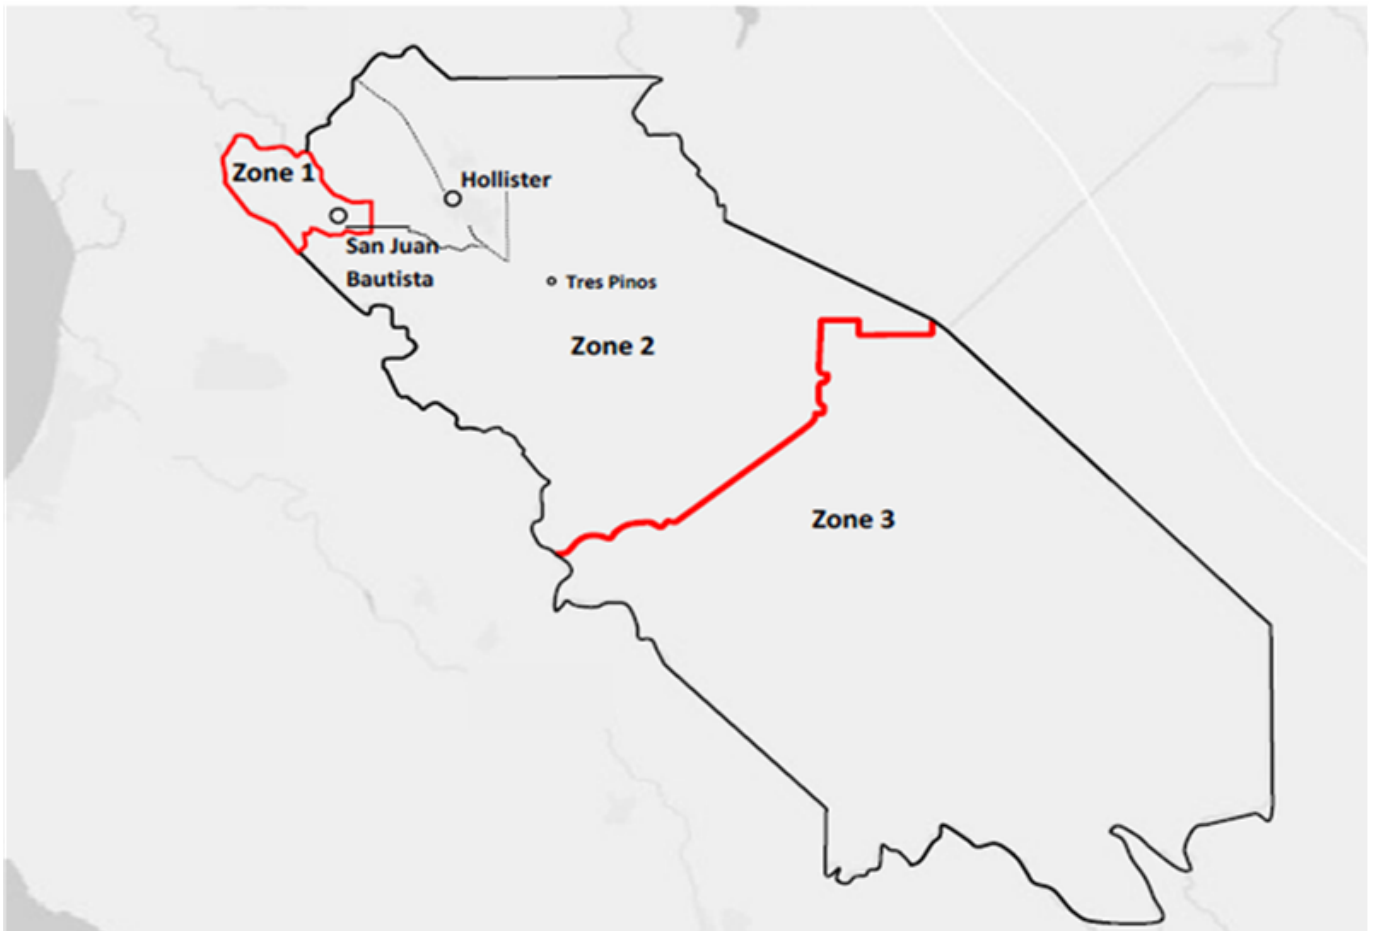 Zone 1
Hollister
San Juan
Bautista
Tres Pinos
Zone 2
Zone 3